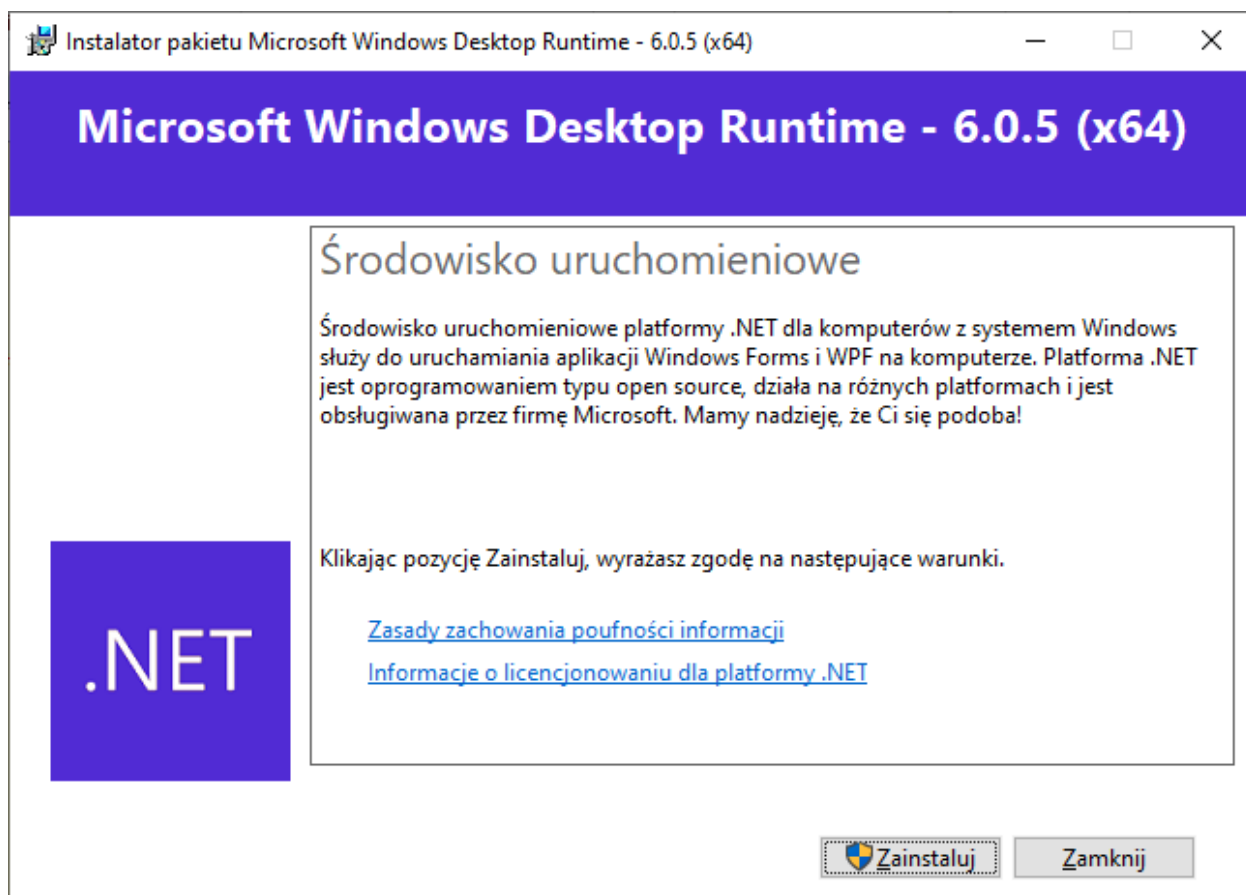 Instalator pakietu Microsoft Windows Desktop Runtime - 6.0.5 (x64)
Microsoft Windows Desktop Runtime - 6.0.5 (x64)
Środowisko uruchomieniowe
Środowisko uruchomieniowe platformy .NET dla komputerów z systemem Windows
służy do uruchamiania aplikacji Windows Forms i WPF na komputerze. Platforma .NET
jest oprogramowaniem typu open source, działa na różnych platformach i jest
obsługiwana przez firmę Microsoft. Mamy nadzieję, że Ci się podoba!
Klikając pozycję Zainstaluj, wyrażasz zgodę na następujące warunki.
Zasady zachowania poufności informacji
Informacje o licencjonowaniu dla platformy .NET
.NET
Zainstaluj
Zamknij